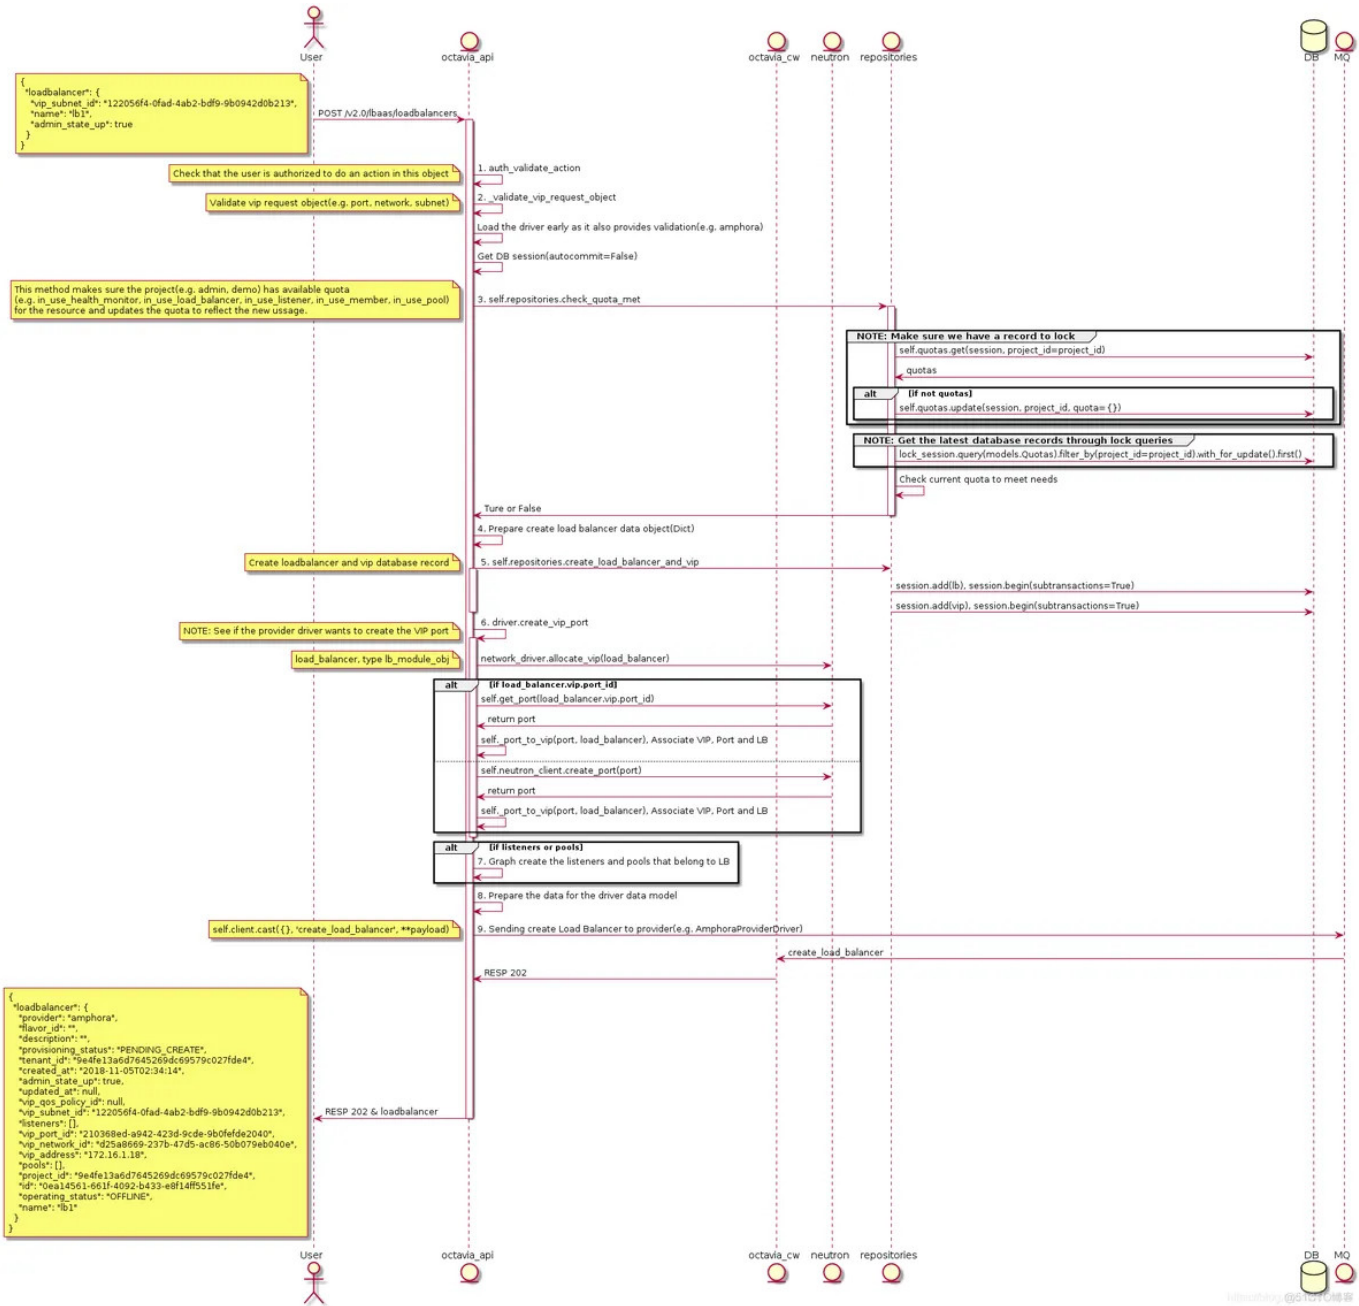 User
octavia_api
octavia_cw
neutron
repositories
DB
MQ
{
"loadbalancer": {
"vip_subnet_id": "122056f4-0fad-4ab2-bdf9-9b0942d0b213",
"name": "lb1",
"admin_state_up": true
}
}
POST /v2.0/lbaas/loadbalancers
1. auth_validate_action
Check that the user is authorized to do an action in this object
2. _validate_vip_request_object
Validate vip request object(e.g. port, network, subnet)
Load the driver early as it also provides validation(e.g. amphora)
Get DB session(autocommit=False)
This method makes sure the project(e.g. admin, demo) has available quota
(e.g. in_use_health_monitor, in_use_load_balancer, in_use_listener, in_use_member, in_use_pool)
for the resource and updates the quota to reflect the new ussage.
3. self.repositories.check_quota_met
NOTE: Make sure we have a record to lock
self.quotas.get(session, project_id=project_id)
quotas
alt [if not quotas]
self.quotas.update(session, project_id, quota={})
NOTE: Get the latest database records through lock queries
lock_session.query(models.Quotas).filter_by(project_id=project_id).with_for_update().first()
Check current quota to meet needs
Ture or False
4. Prepare create load balancer data object(Dict)
Create loadbalancer and vip database record
5. self.repositories.create_load_balancer_and_vip
session.add(lb), session.begin(subtransactions=True)
session.add(vip), session.begin(subtransactions=True)
6. driver.create_vip_port
NOTE: See if the provider driver wants to create the VIP port
load_balancer, type lb_module_obj
network_driver.allocate_vip(load_balancer)
alt [if load_balancer.vip.port_id]
self.get_port(load_balancer.vip.port_id)
return port
self._port_to_vip(port, load_balancer), Associate VIP, Port and LB
self.neutron_client.create_port(port)
return port
self._port_to_vip(port, load_balancer), Associate VIP, Port and LB
alt [if listeners or pools]
7. Graph create the listeners and pools that belong to LB
8. Prepare the data for the driver data model
self.client.cast({}, 'create_load_balancer', **payload)
9. Sending create Load Balancer to provider(e.g. AmphoraProviderDriver)
create_load_balancer
RESP 202
{
"loadbalancer": {
"provider": "amphora",
"flavor_id": "",
"description": "",
"provisioning_status": "PENDING_CREATE",
"tenant_id": "9e4fe13a6d7645269dc69579c027fde4",
"created_at": "2018-11-05T02:34:14",
"admin_state_up": true,
"updated_at": null,
"vip_qos_policy_id": null,
"vip_subnet_id": "122056f4-0fad-4ab2-bdf9-9b0942d0b213",
"listeners": [],
"vip_port_id": "210368ed-a942-423d-9cde-9b0fefde2040",
"vip_network_id": "d25a8669-237b-47d5-ac86-50b079eb040e",
"vip_address": "172.16.1.18",
"pools": [],
"project_id": "9e4fe13a6d7645269dc69579c027fde4",
"id": "0ea14561-661f-4092-b433-e8f14ff551fe",
"operating_status": "OFFLINE",
"name": "lb1"
}
}
RESP 202 & loadbalancer
User
octavia_api
octavia_cw
neutron
repositories
DB
MQ
@51CTO博客